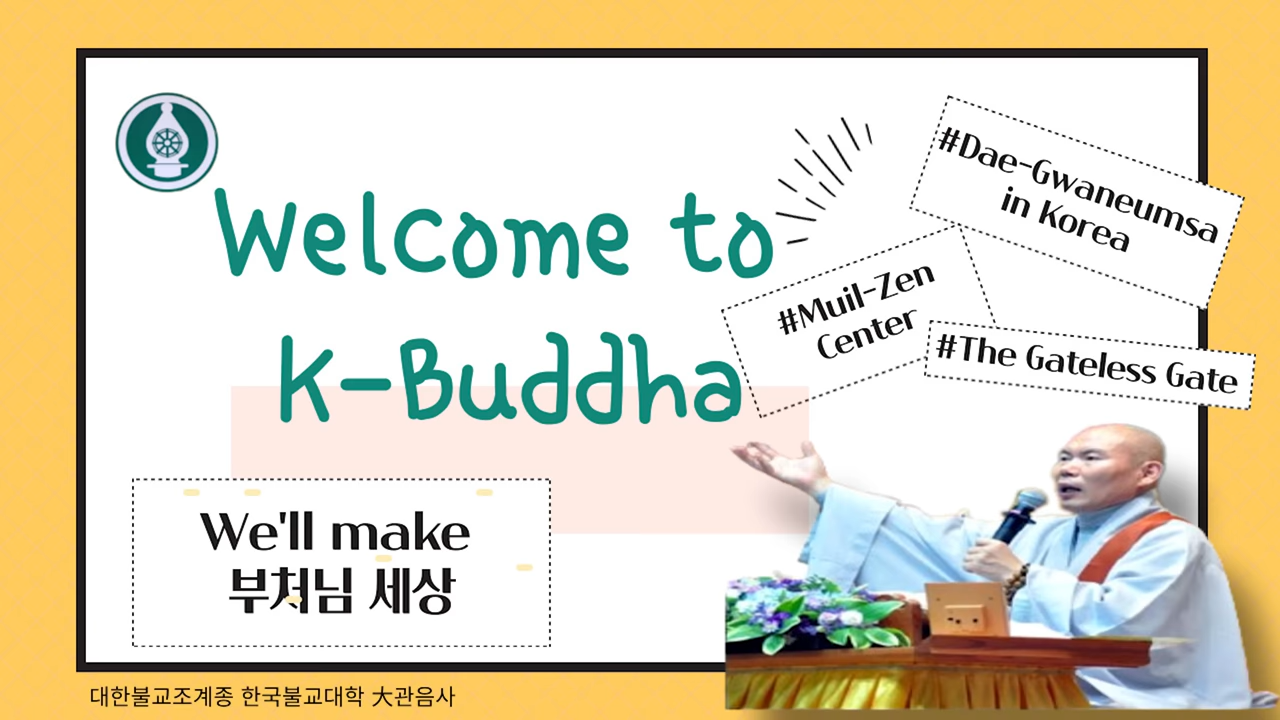 Welcome to
K-Buddha
#Dae-Gwaneumsa
in Korea
#Muil-Zen
Center
#The Gateless Gate
We'll make
부처님 세상
대한불교조계종 한국불교대학 大관음사